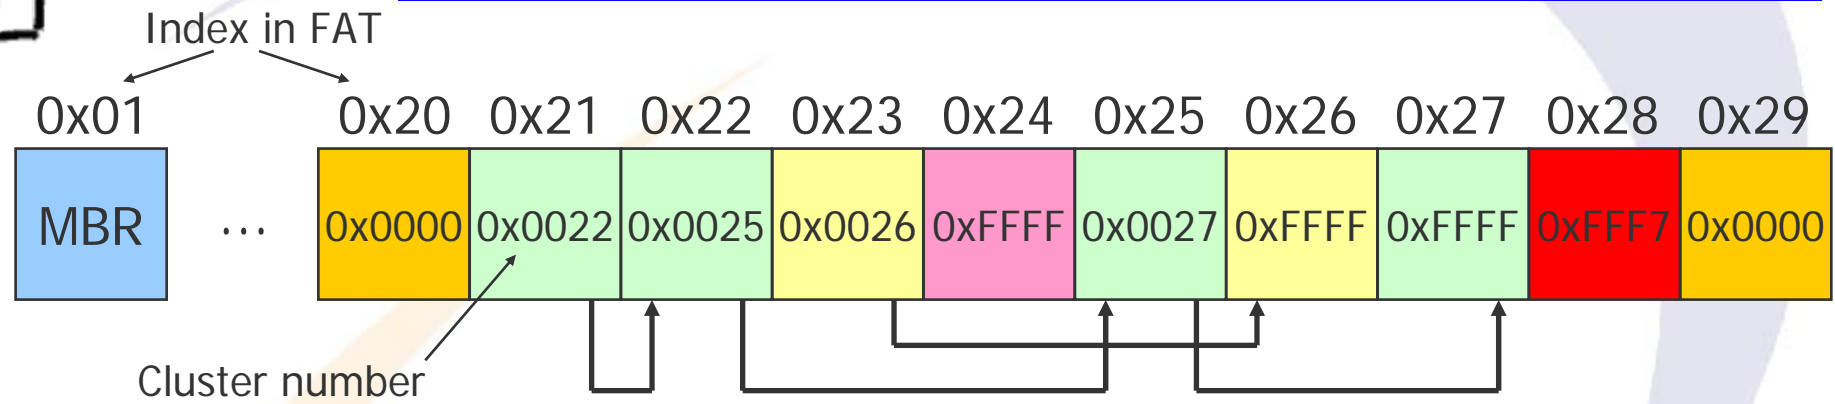 Index in FAT
0x01 0x20 0x21 0x22 0x23 0x24 0x25 0x26 0x27 0x28 0x29
MBR ... 0x0000 0x0022 0x0025 0x0026 0xFFFF 0x0027 0xFFFF 0xFFFF 0xFFF7 0x0000
Cluster number